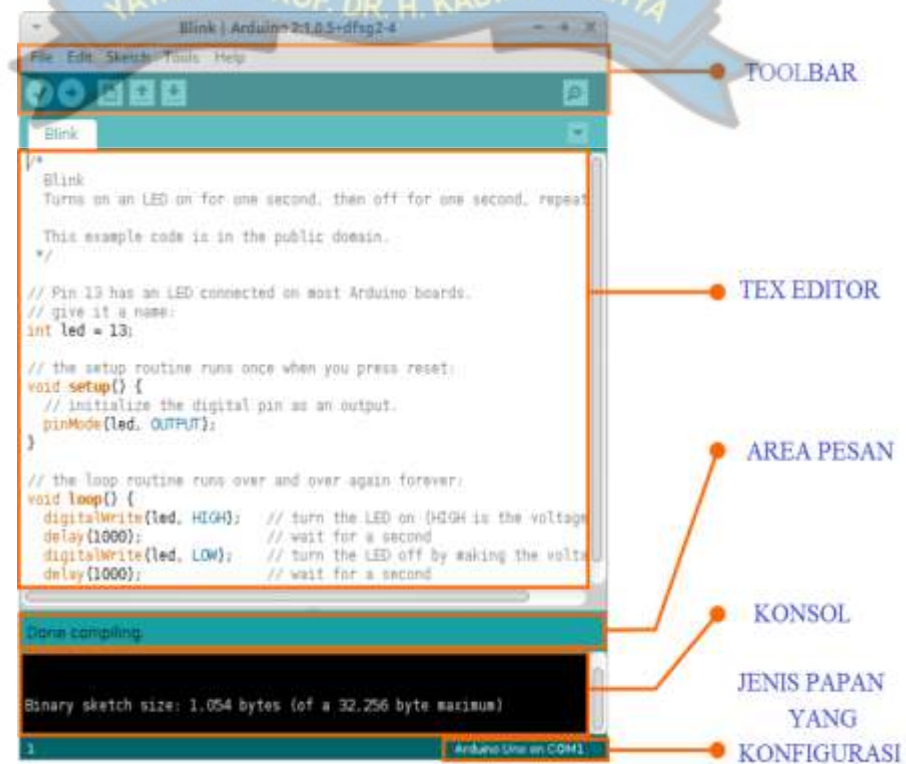 PROF. DR. H. KA
Blink | Arduino 2:1.0.5+dfsg2-4
File Edit Sketch Tools Help
TOOLBAR
Blink
/*
Blink
Turns on an LED on for one second, then off for one second, repeat
This example code is in the public domain.
*/
// Pin 13 has an LED connected on most Arduino boards.
// give it a name:
int led = 13;
TEX EDITOR
// the setup routine runs once when you press reset:
void setup() {
// initialize the digital pin as an output.
pinMode(led, OUTPUT);
}
AREA PESAN
// the loop routine runs over and over again forever:
void loop() {
digitalWrite(led, HIGH); // turn the LED on (HIGH is the voltage
delay(1000); // wait for a second
digitalWrite(led, LOW); // turn the LED off by making the volta
delay(1000); // wait for a second
Done compiling.
KONSOL
Binary sketch size: 1.054 bytes (of a 32.256 byte maximum)
1
Arduino Uno on COM1
JENIS PAPAN
YANG
KONFIGURASI